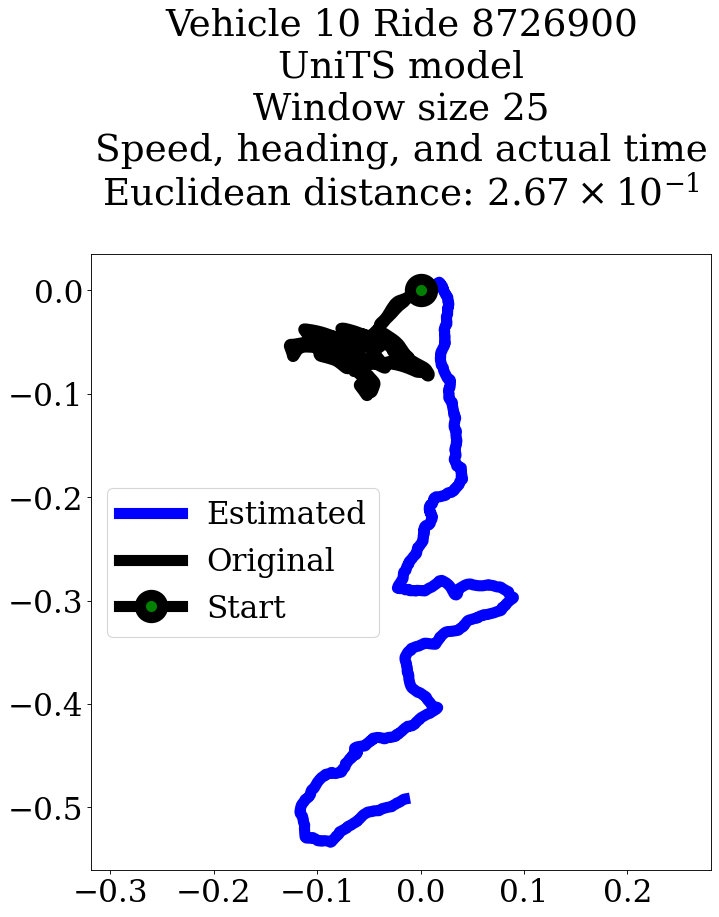 Vehicle 10 Ride 8726900
UniTS model
Window size 25
Speed, heading, and actual time
Euclidean distance: 2.67 × 10⁻¹
0.0
−0.1
−0.2
−0.3
−0.4
−0.5
Estimated
Original
Start
−0.3 −0.2 −0.1 0.0 0.1 0.2